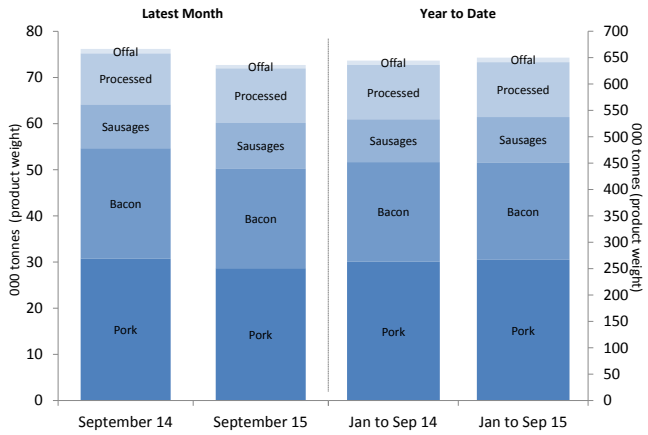 Latest Month
Year to Date
000 tonnes (product weight)
80
70
60
50
40
30
20
10
0
Offal
Processed
Sausages
Bacon
Pork
Offal
Processed
Sausages
Bacon
Pork
Offal
Processed
Sausages
Bacon
Pork
Offal
Processed
Sausages
Bacon
Pork
700
650
600
550
500
450
400
350
300
250
200
150
100
50
0
000 tonnes (product weight)
September 14
September 15
Jan to Sep 14
Jan to Sep 15